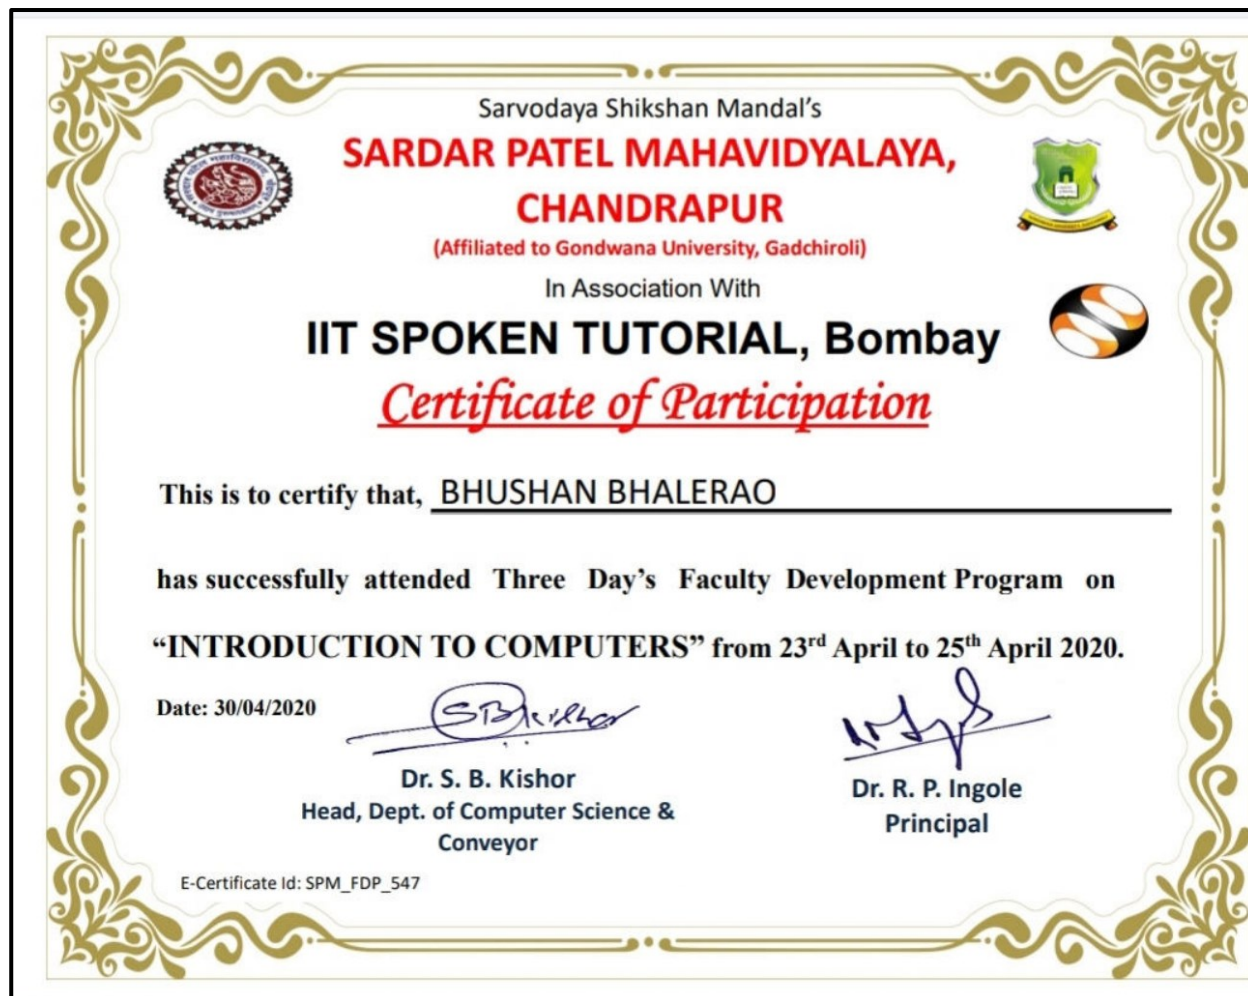 Sarvodaya Shikshan Mandal's
SARDAR PATEL MAHAVIDYALAYA,
CHANDRAPUR
(Affiliated to Gondwana University, Gadchiroli)
In Association With
IIT SPOKEN TUTORIAL, Bombay
Certificate of Participation
This is to certify that, BHUSHAN BHALERAO
has successfully attended Three Day's Faculty Development Program on
“INTRODUCTION TO COMPUTERS” from 23rd April to 25th April 2020.
Date: 30/04/2020
Dr. S. B. Kishor
Head, Dept. of Computer Science &
Conveyor
Dr. R. P. Ingole
Principal
E-Certificate Id: SPM_FDP_547